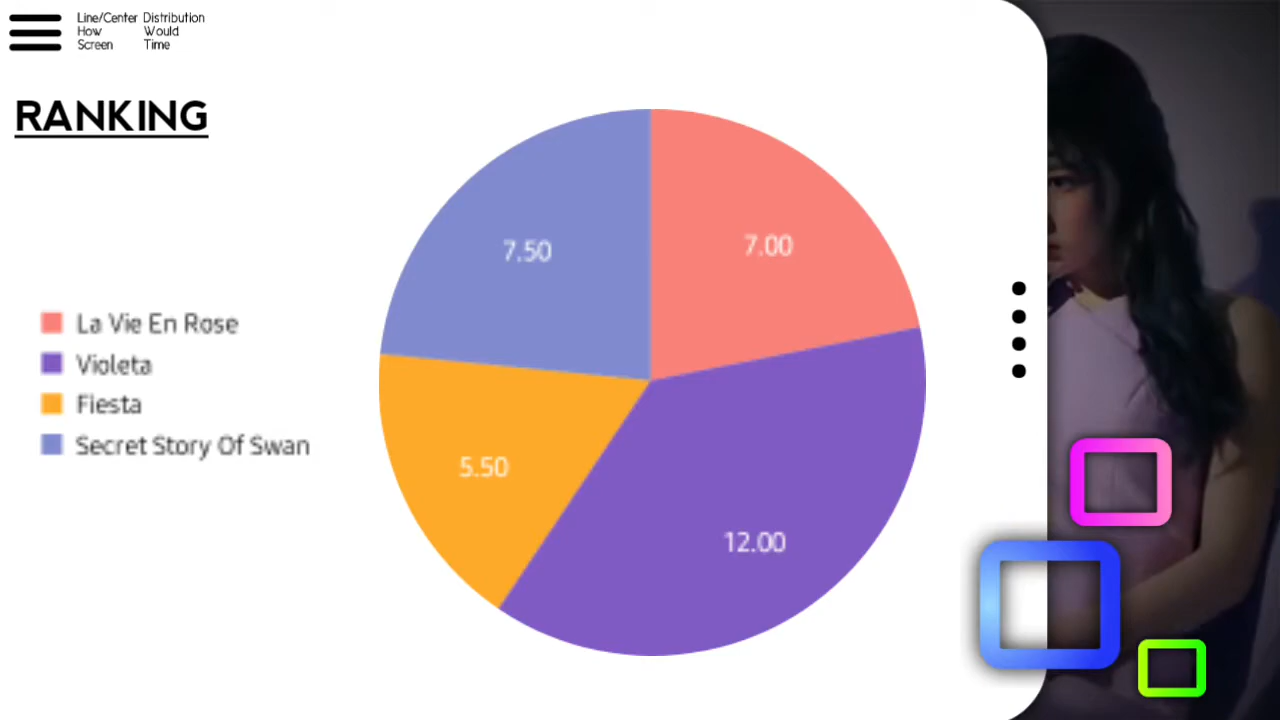 Line/Center Distribution
How Would
Screen Time
RANKING
La Vie En Rose
Violeta
Fiesta
Secret Story Of Swan
7.50
7.00
5.50
12.00